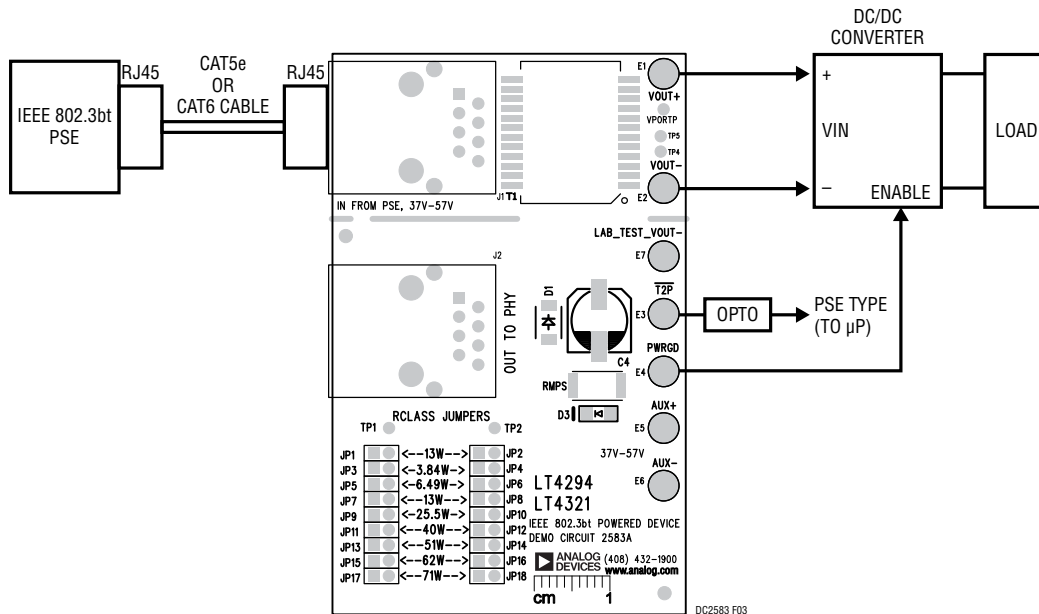 DC/DC
CONVERTER
CAT5e
OR
CAT6 CABLE
RJ45
RJ45
IEEE 802.3bt
PSE
E1
VOUT+
VPORTP
TP5
TP4
VOUT-
E2
J1 T1
IN FROM PSE, 37V-57V
+
VIN
–
ENABLE
LOAD
LAB_TEST_VOUT-
E7
J2
OUT TO PHY
D1
T2P
E3
OPTO
PSE TYPE
(TO µP)
PWRGD
C4
E4
RMPS
D3
AUX+
E5
37V-57V
AUX-
E6
RCLASS JUMPERS
TP1 TP2
JP1 <--13W--> JP2
JP3 <-3.84W-> JP4
JP5 <-6.49W-> JP6
JP7 <--13W--> JP8
JP9 <-25.5W-> JP10
JP11 <--40W--> JP12
JP13 <--51W--> JP14
JP15 <--62W--> JP16
JP17 <--71W--> JP18
LT4294
LT4321
IEEE 802.3bt POWERED DEVICE
DEMO CIRCUIT 2583A
ANALOG
DEVICES
(408) 432-1900
www.analog.com
cm 1
DC2583 F03